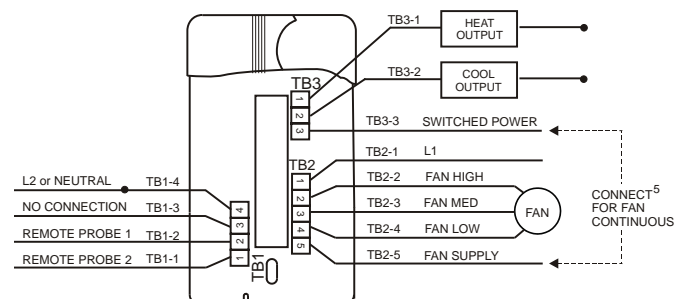 TB3-1
HEAT
OUTPUT
TB3-2
COOL
OUTPUT
TB3
1
2
3
TB3-3 SWITCHED POWER
TB2
1
2
3
4
5
TB2-1 L1
TB2-2 FAN HIGH
TB2-3 FAN MED
TB2-4 FAN LOW
TB2-5 FAN SUPPLY
FAN
CONNECT5
FOR FAN
CONTINUOUS
L2 or NEUTRAL TB1-4
NO CONNECTION TB1-3
REMOTE PROBE 1 TB1-2
REMOTE PROBE 2 TB1-1
4
3
2
1
TB1